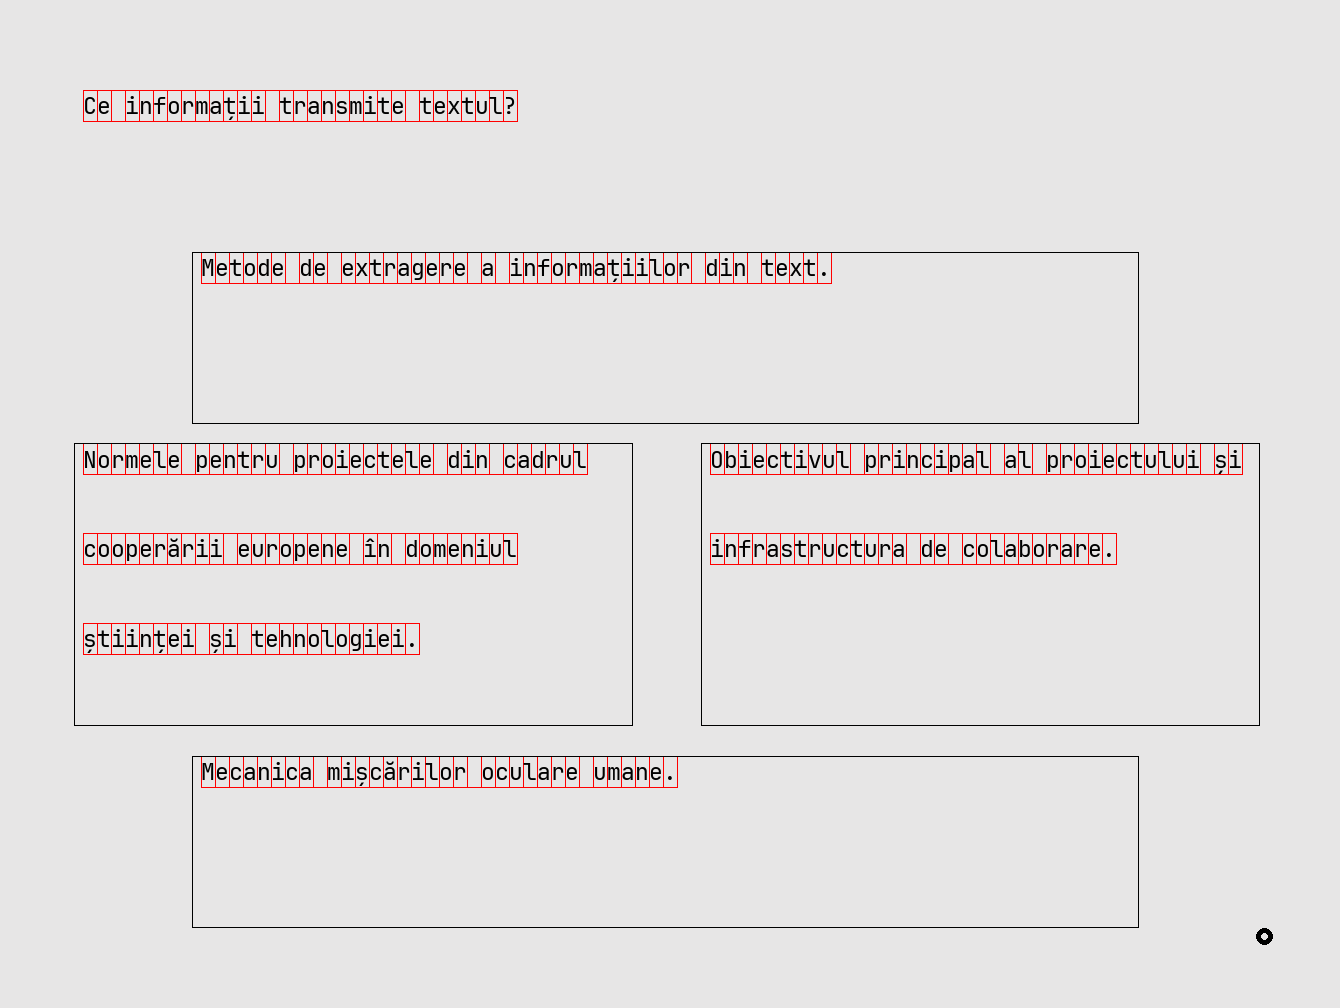 Ce informații transmite textul?
Metode de extragere a informațiilor din text.
Normele pentru proiectele din cadrul
cooperării europene în domeniul
științei și tehnologiei.
Obiectivul principal al proiectului și
infrastructura de colaborare.
Mecanica mișcărilor oculare umane.